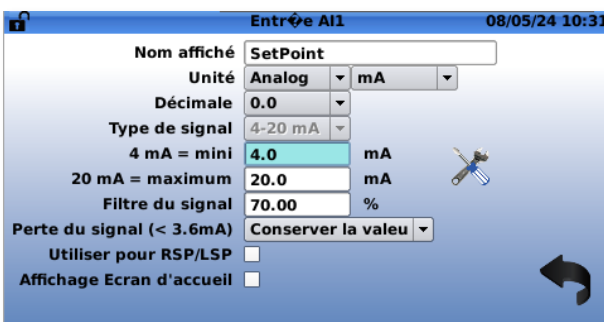 Entr�e AI1 08/05/24 10:31
Nom affiché SetPoint
Unité Analog mA
Décimale 0.0
Type de signal 4-20 mA
4 mA = mini 4.0 mA
20 mA = maximum 20.0 mA
Filtre du signal 70.00 %
Perte du signal (< 3.6mA) Conserver la valeu
Utiliser pour RSP/LSP
Affichage Ecran d'accueil